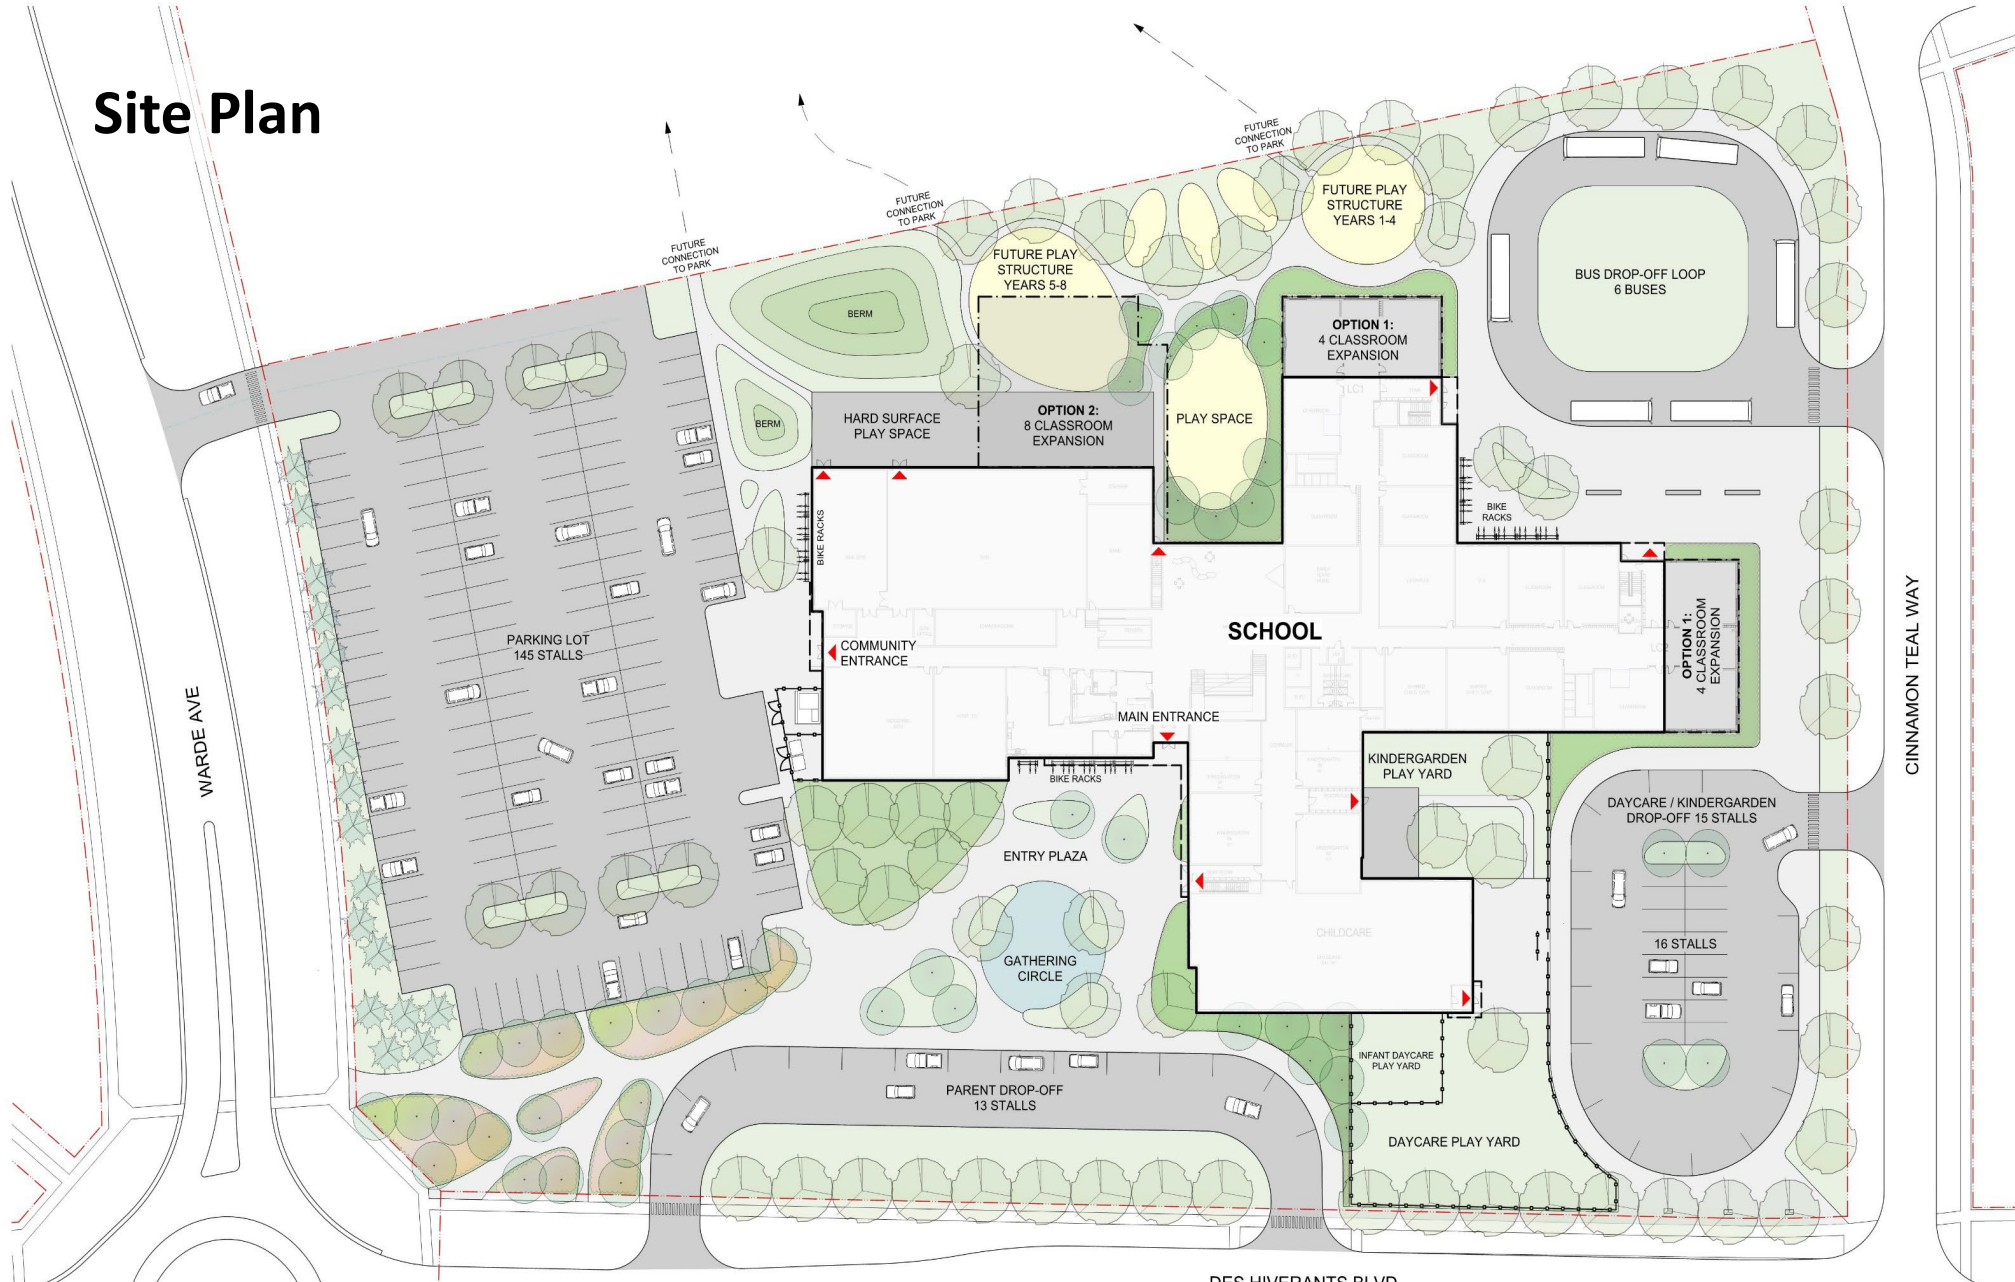 Site Plan
FUTURE
CONNECTION
TO PARK
FUTURE
CONNECTION
TO PARK
FUTURE
CONNECTION
TO PARK
FUTURE PLAY
STRUCTURE
YEARS 1-4
FUTURE PLAY
STRUCTURE
YEARS 5-8
BUS DROP-OFF LOOP
6 BUSES
BERM
BERM
OPTION 1:
4 CLASSROOM
EXPANSION
HARD SURFACE
PLAY SPACE
OPTION 2:
8 CLASSROOM
EXPANSION
PLAY SPACE
LC1
BIKE RACKS
BIKE
RACKS
PARKING LOT
145 STALLS
COMMUNITY
ENTRANCE
SCHOOL
OPTION 1:
4 CLASSROOM
EXPANSION
WARDE AVE
CINNAMON TEAL WAY
MAIN ENTRANCE
BIKE RACKS
KINDERGARDEN
PLAY YARD
DAYCARE / KINDERGARDEN
DROP-OFF 15 STALLS
ENTRY PLAZA
GATHERING
CIRCLE
CHILDCARE
16 STALLS
INFANT DAYCARE
PLAY YARD
PARENT DROP-OFF
13 STALLS
DAYCARE PLAY YARD
DES HIVERANTS BLVD